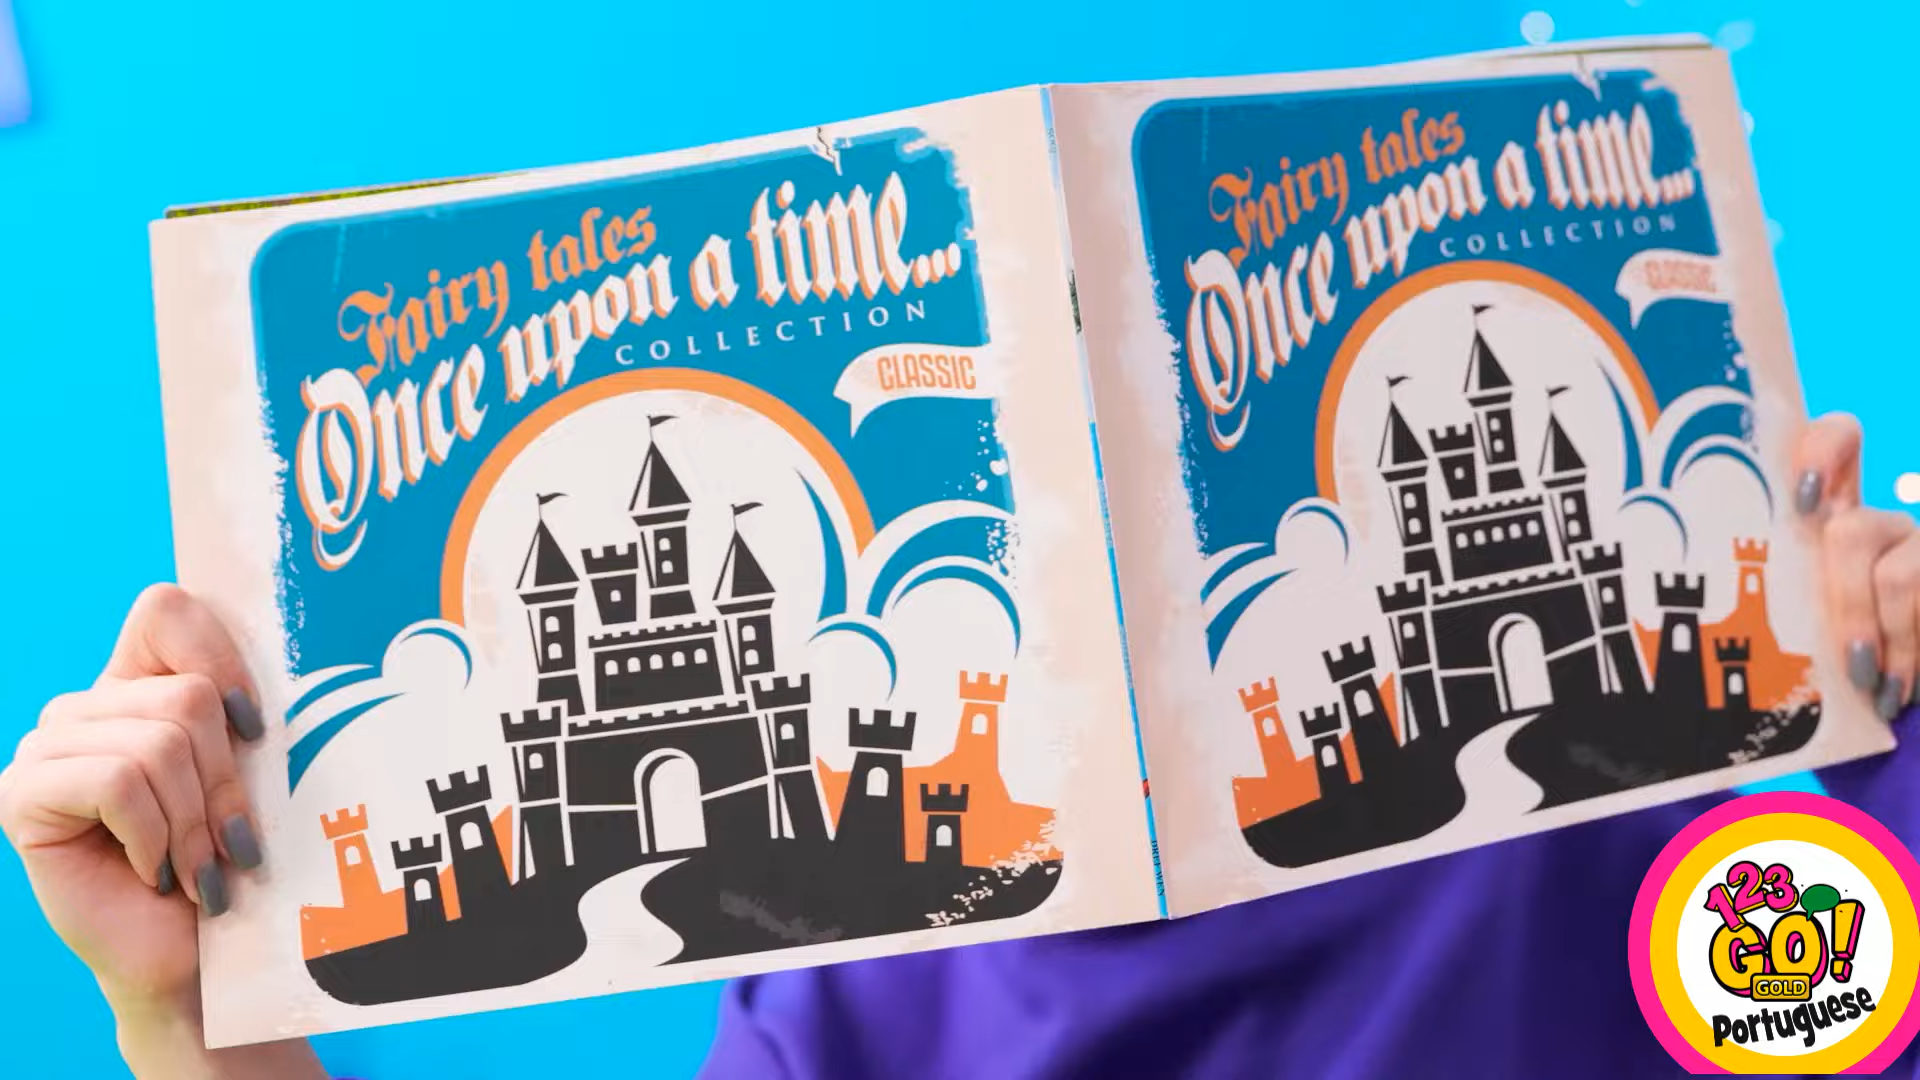 Fairy tales
Once upon a time...
COLLECTION
CLASSIC
Fairy tales
Once upon a time...
COLLECTION
CLASSIC
123
GO!
GOLD
Portuguese